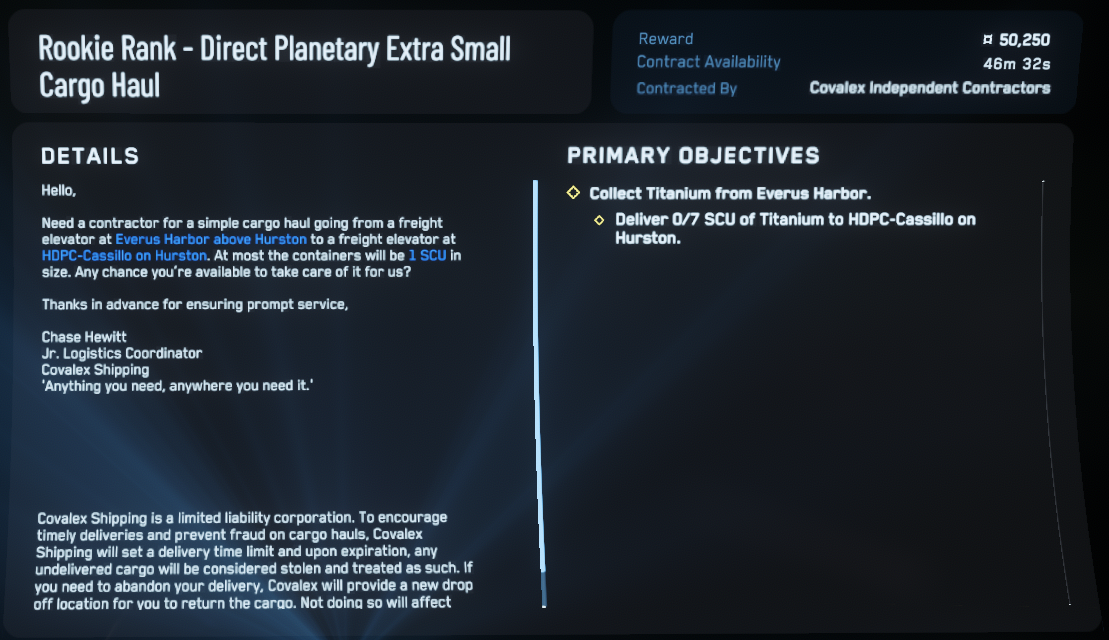 Rookie Rank - Direct Planetary Extra Small
Cargo Haul
Reward ¤ 50,250
Contract Availability 46m 32s
Contracted By Covalex Independent Contractors
DETAILS
Hello,
Need a contractor for a simple cargo haul going from a freight
elevator at Everus Harbor above Hurston to a freight elevator at
HDPC-Cassillo on Hurston. At most the containers will be 1 SCU in
size. Any chance you're available to take care of it for us?
Thanks in advance for ensuring prompt service,
Chase Hewitt
Jr. Logistics Coordinator
Covalex Shipping
'Anything you need, anywhere you need it.'
Covalex Shipping is a limited liability corporation. To encourage
timely deliveries and prevent fraud on cargo hauls, Covalex
Shipping will set a delivery time limit and upon expiration, any
undelivered cargo will be considered stolen and treated as such. If
you need to abandon your delivery, Covalex will provide a new drop
off location for you to return the cargo. Not doing so will affect
PRIMARY OBJECTIVES
Collect Titanium from Everus Harbor.
Deliver 0/7 SCU of Titanium to HDPC-Cassillo on
Hurston.